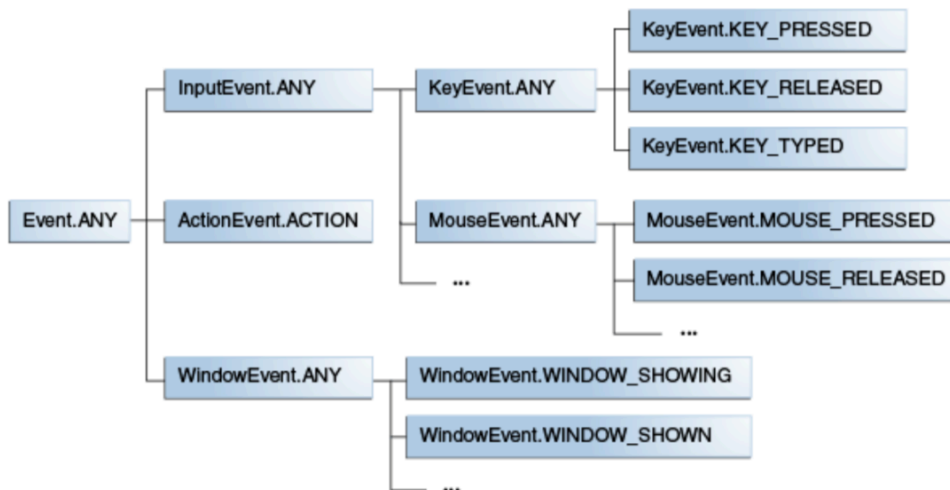 KeyEvent.KEY_PRESSED
InputEvent.ANY
KeyEvent.ANY
KeyEvent.KEY_RELEASED
KeyEvent.KEY_TYPED
Event.ANY
ActionEvent.ACTION
MouseEvent.ANY
MouseEvent.MOUSE_PRESSED
MouseEvent.MOUSE_RELEASED
...
...
WindowEvent.ANY
WindowEvent.WINDOW_SHOWING
WindowEvent.WINDOW_SHOWN
...